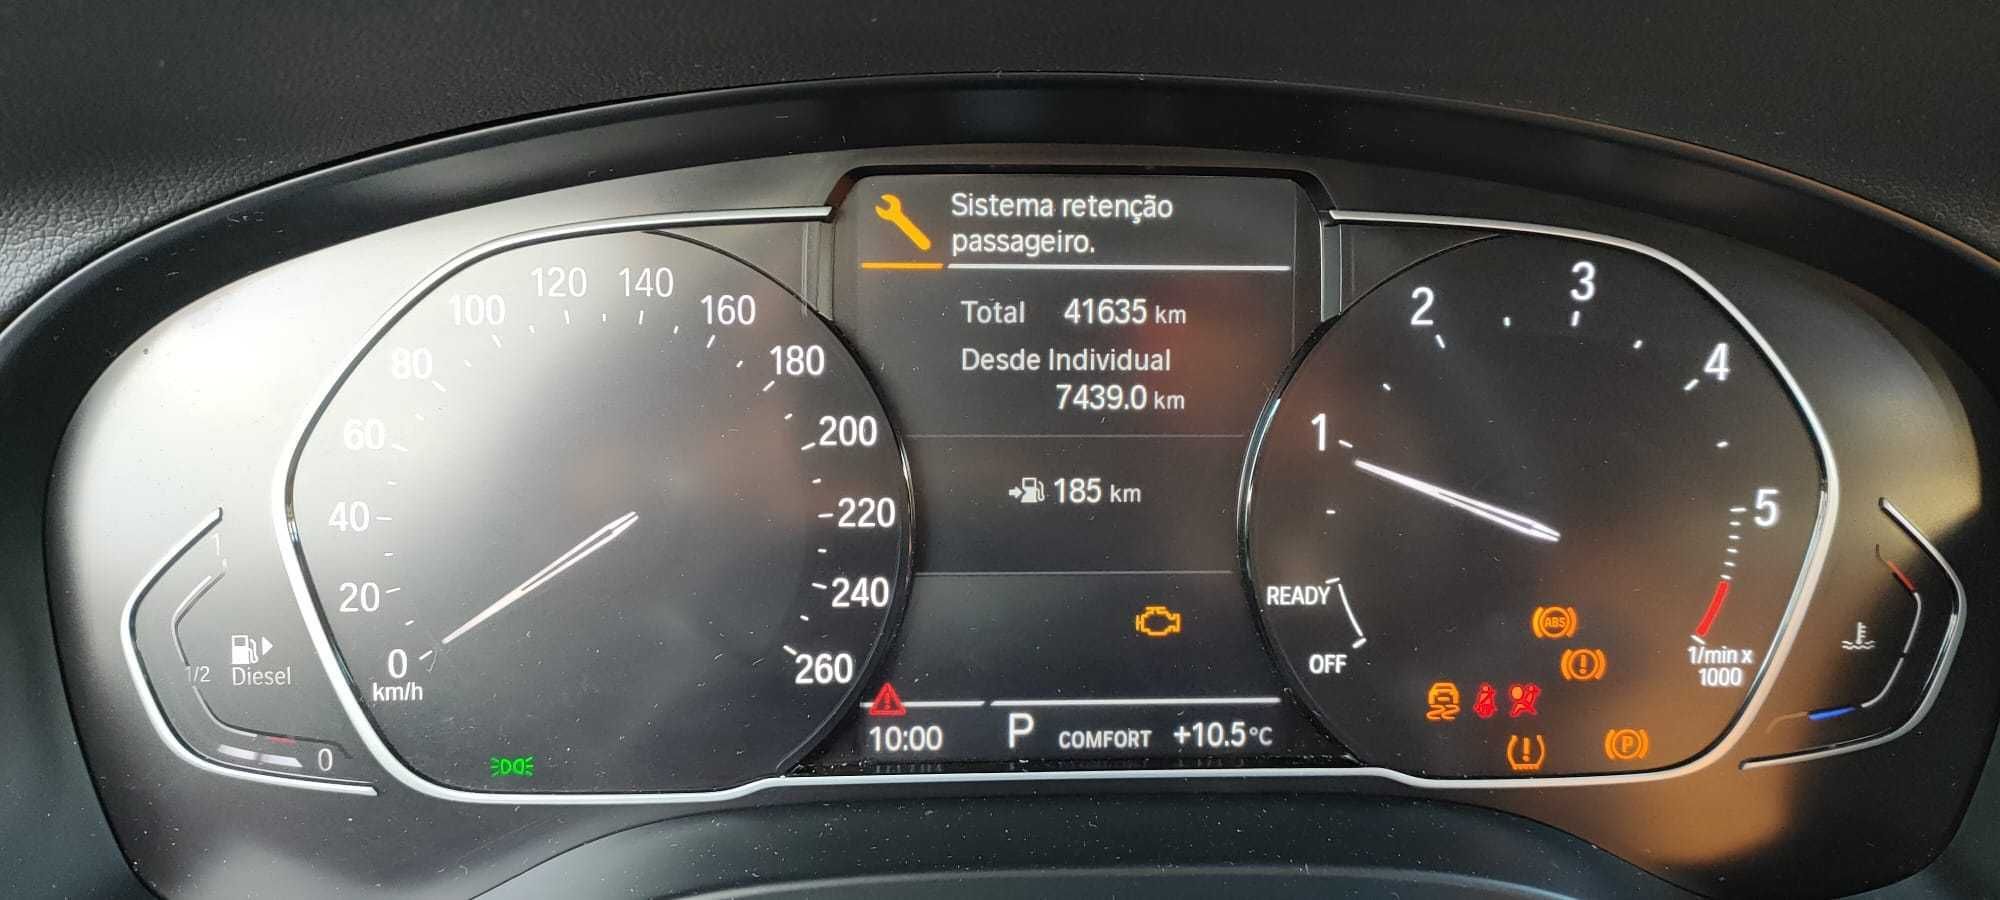 Sistema retenção
passageiro.
Total 41635 km
Desde Individual
7439.0 km
185 km
10:00 P COMFORT +10.5°C
0
20
40
60
80
100
120
140
160
180
200
220
240
260
km/h
1
1/2
0
Diesel
1
2
3
4
5
READY
OFF
1/min x
1000
ABS
P